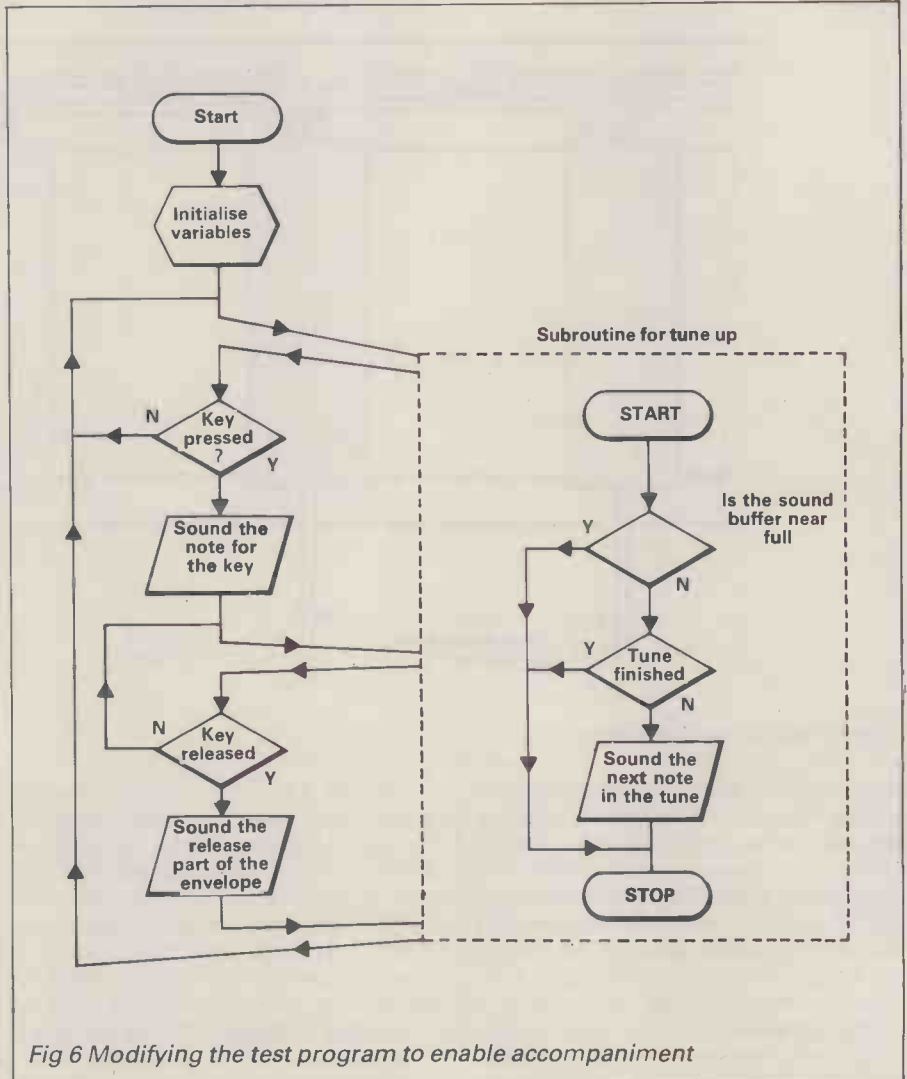 Start
Initialise
variables
N
Key
pressed
?
Y
Sound the
note for
the key
N
Key
released
Y
Sound the
release
part of the
envelope
Subroutine for tune up
START
Is the sound
buffer near
full
Y
N
Y
Tune
finished
N
Sound the
next note
in the tune
STOP
Fig 6 Modifying the test program to enable accompaniment